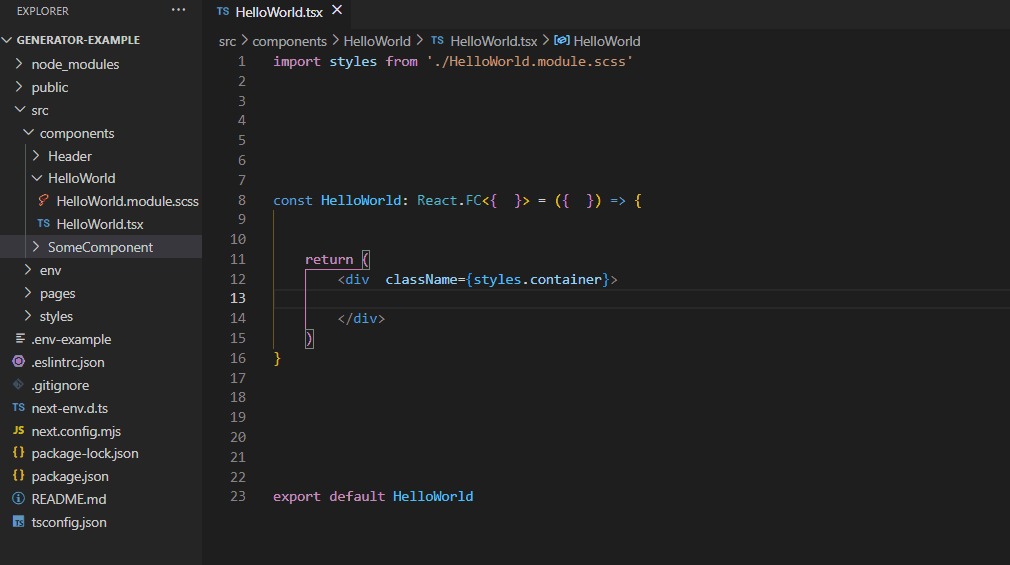 EXPLORER ···
GENERATOR-EXAMPLE
node_modules
public
src
components
Header
HelloWorld
HelloWorld.module.scss
TS HelloWorld.tsx
SomeComponent
env
pages
styles
.env-example
.eslintrc.json
.gitignore
TS next-env.d.ts
JS next.config.mjs
{} package-lock.json
{} package.json
README.md
TS tsconfig.json
TS HelloWorld.tsx ×
src > components > HelloWorld > TS HelloWorld.tsx > HelloWorld
1 import styles from './HelloWorld.module.scss'
2
3
4
5
6
7
8 const HelloWorld: React.FC<{  }> = ({  }) => {
9
10
11     return (
12         <div  className={styles.container}>
13
14         </div>
15     )
16 }
17
18
19
20
21
22
23 export default HelloWorld